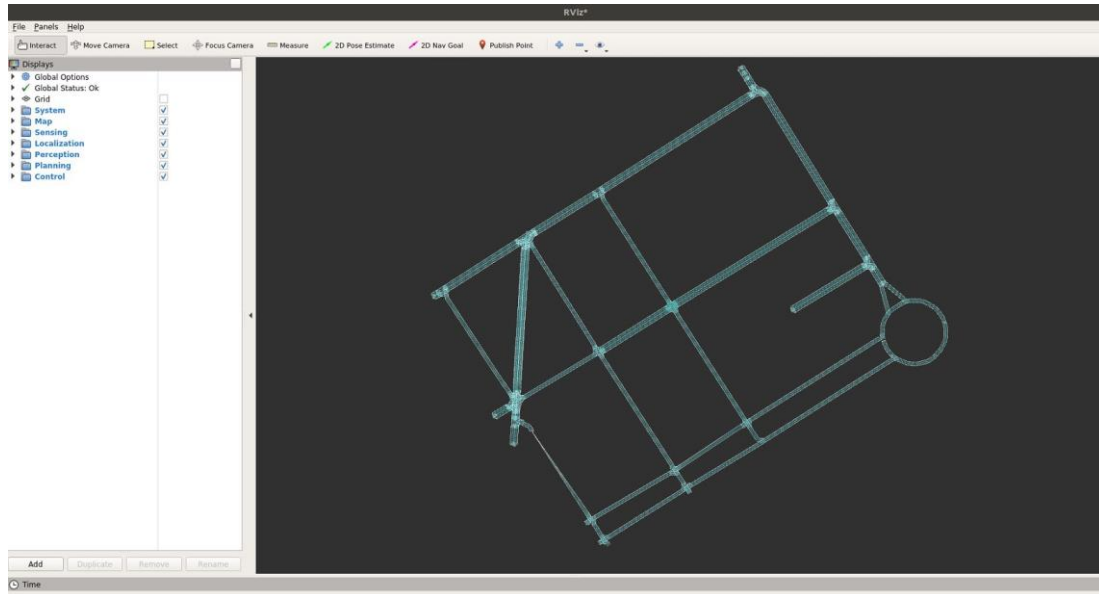 RViz*
File Panels Help
Interact Move Camera Select Focus Camera Measure 2D Pose Estimate 2D Nav Goal Publish Point
Displays
Global Options
Global Status: Ok
Grid
System
Map
Sensing
Localization
Perception
Planning
Control
Add Duplicate Remove Rename
Time